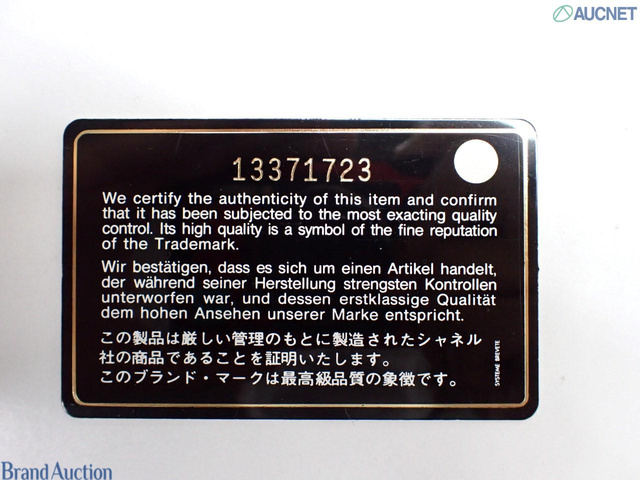 AUCNET
13371723
We certify the authenticity of this item and confirm
that it has been subjected to the most exacting quality
control. Its high quality is a symbol of the fine reputation
of the Trademark.
Wir bestätigen, dass es sich um einen Artikel handelt,
der während seiner Herstellung strengsten Kontrollen
unterworfen war, und dessen erstklassige Qualität
dem hohen Ansehen unserer Marke entspricht.
この製品は厳しい管理のもとに製造されたシャネル
社の商品であることを証明いたします。
このブランド・マークは最高級品質の象徴です。
SYSTEME BREVETE
Brand Auction